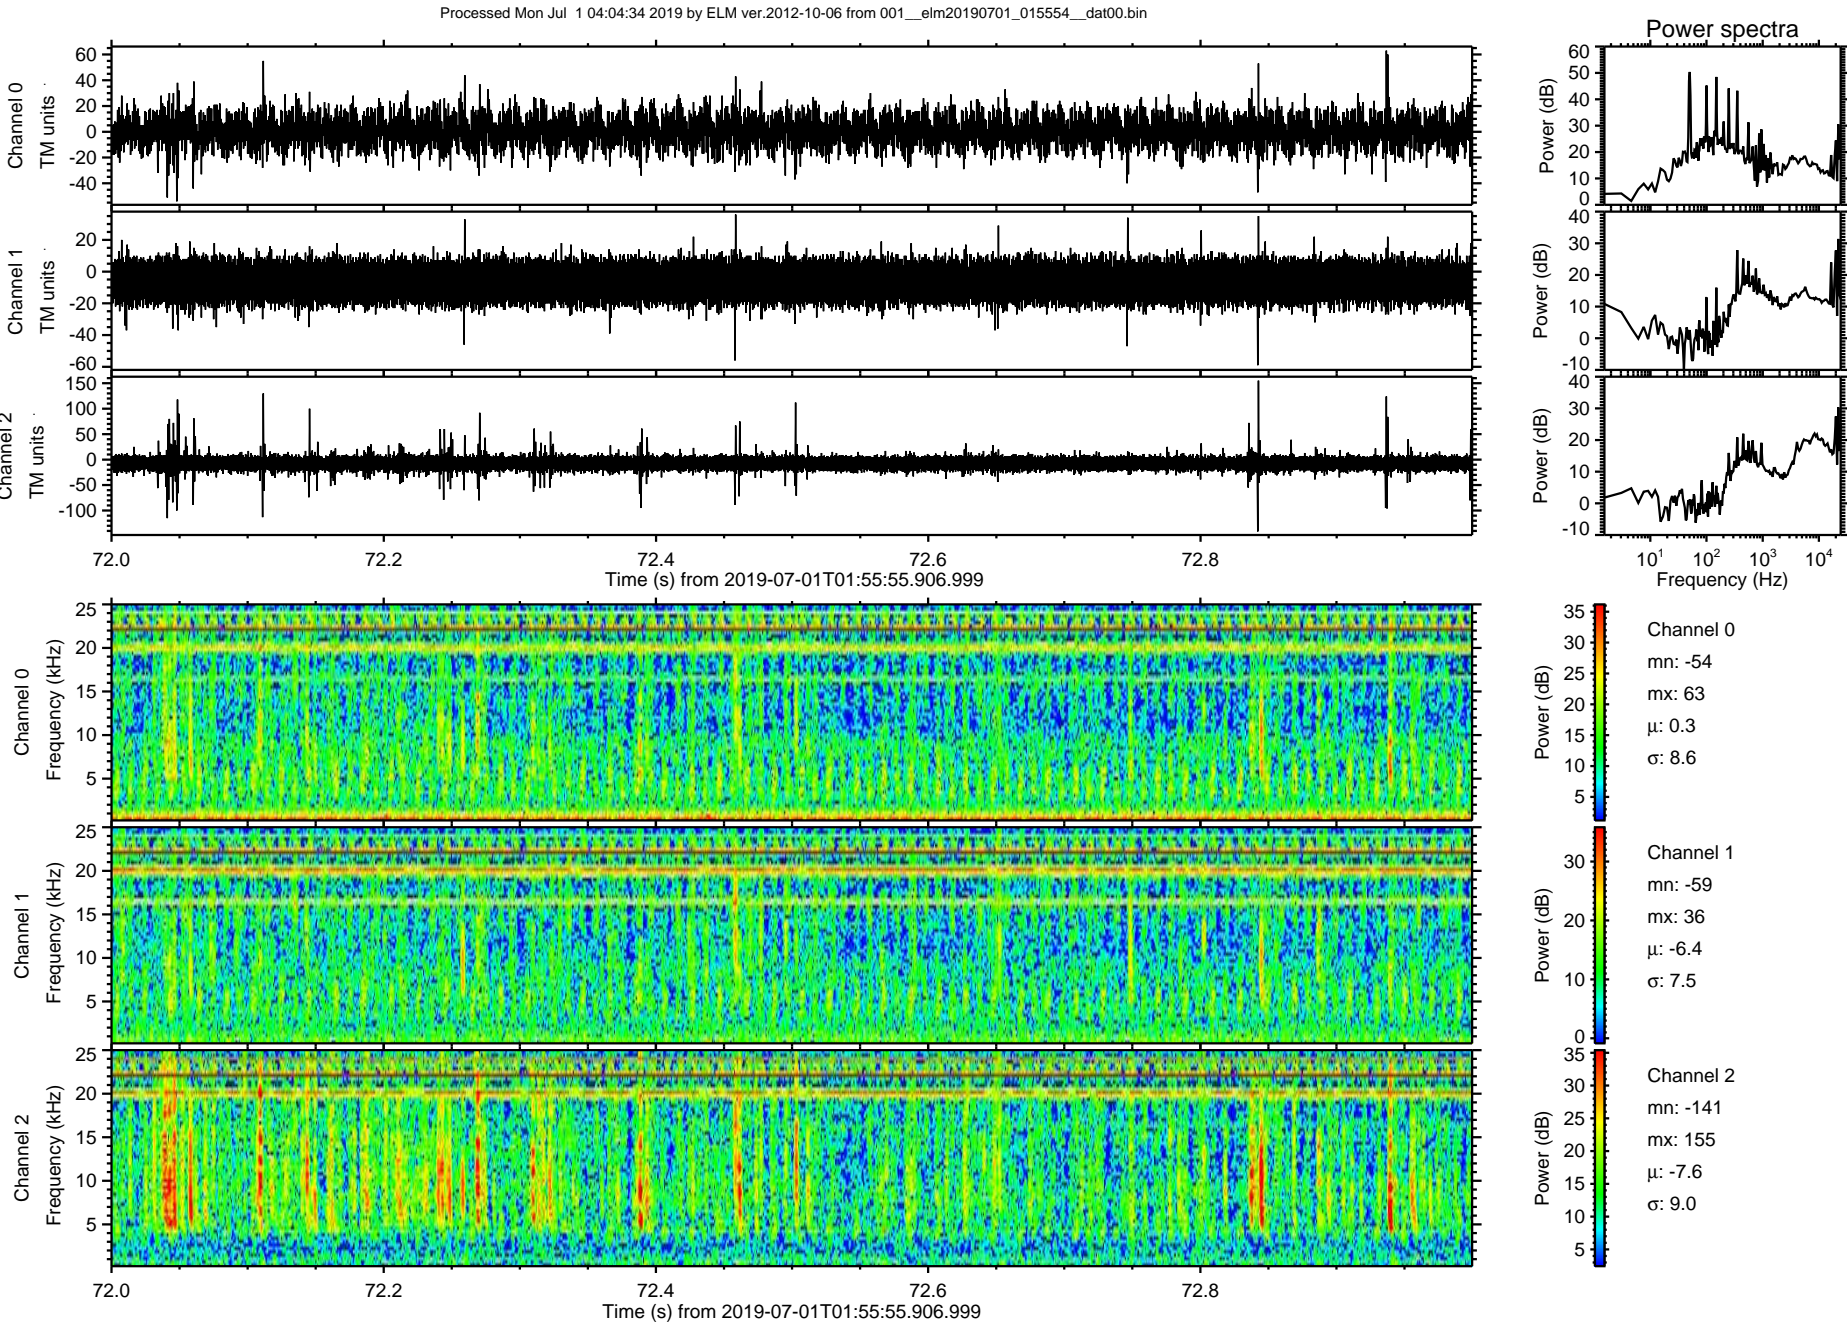 Processed Mon Jul  1 04:04:34 2019 by ELM ver.2012-10-06 from 001__elm20190701_015554__dat00.bin
Power spectra
Channel 0
TM units
60
40
20
0
-20
-40
Power (dB)
60
50
40
30
20
10
0
Channel 1
TM units
20
0
-20
-40
-60
Power (dB)
40
30
20
10
0
-10
Channel 2
TM units
150
100
50
0
-50
-100
Power (dB)
40
30
20
10
0
-10
72.0 72.2 72.4 72.6 72.8
Time (s) from 2019-07-01T01:55:55.906.999
10^1 10^2 10^3 10^4
Frequency (Hz)
Channel 0
Frequency (kHz)
25
20
15
10
5
Power (dB)
35
30
25
20
15
10
5
Channel 0
mn: -54
mx: 63
μ: 0.3
σ: 8.6
Channel 1
Frequency (kHz)
25
20
15
10
5
Power (dB)
30
20
10
0
Channel 1
mn: -59
mx: 36
μ: -6.4
σ: 7.5
Channel 2
Frequency (kHz)
25
20
15
10
5
Power (dB)
35
30
25
20
15
10
5
Channel 2
mn: -141
mx: 155
μ: -7.6
σ: 9.0
72.0 72.2 72.4 72.6 72.8
Time (s) from 2019-07-01T01:55:55.906.999